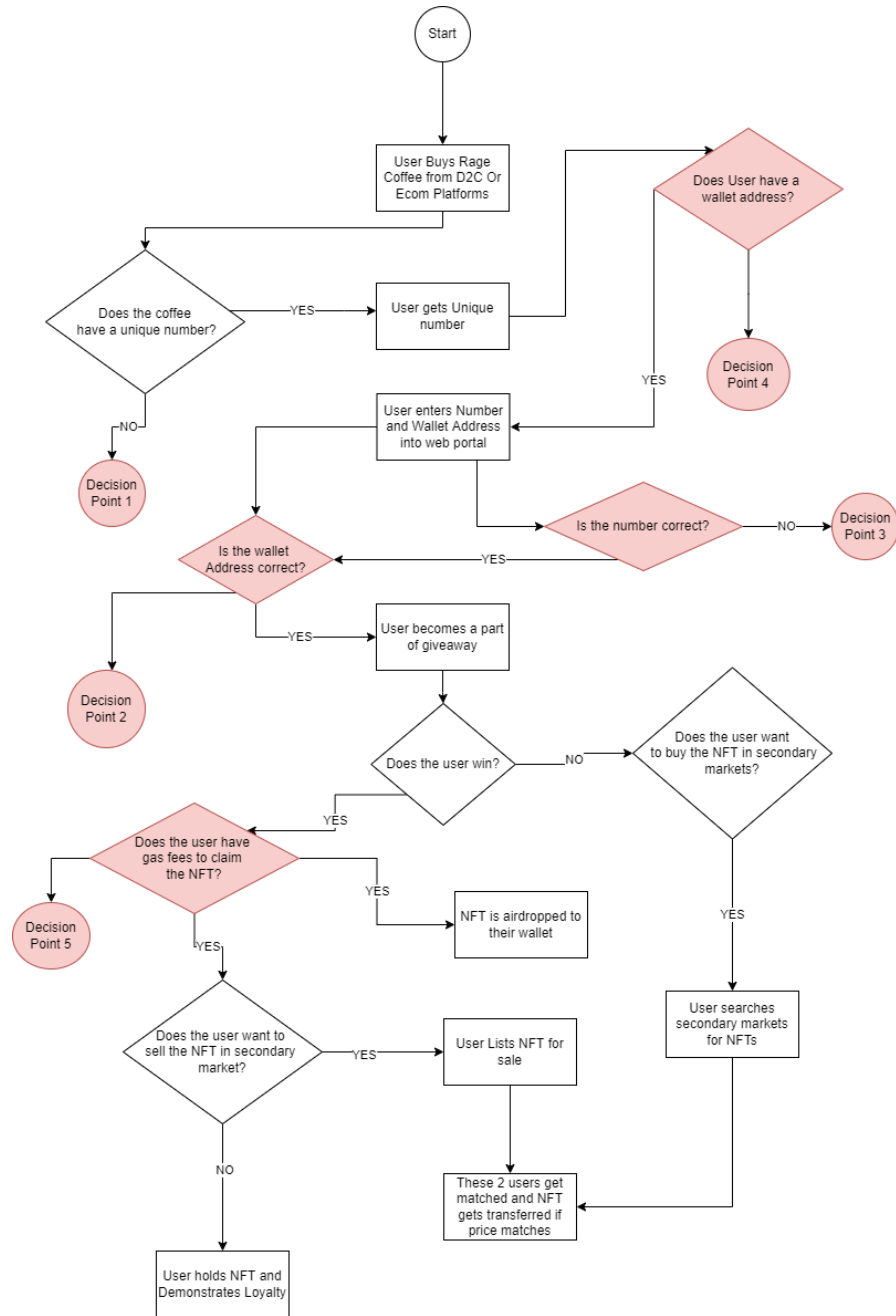 Start
User Buys Rage
Coffee from D2C Or
Ecom Platforms
Does User have a
wallet address?
Does the coffee
have a unique number?
YES
User gets Unique
number
Decision
Point 4
YES
NO
User enters Number
and Wallet Address
into web portal
Decision
Point 1
Is the number correct?
NO
Decision
Point 3
Is the wallet
Address correct?
YES
YES
User becomes a part
of giveaway
Decision
Point 2
Does the user win?
NO
Does the user want
to buy the NFT in secondary
markets?
YES
Does the user have
gas fees to claim
the NFT?
YES
Decision
Point 5
NFT is airdropped to
their wallet
YES
YES
Does the user want to
sell the NFT in secondary
market?
YES
User Lists NFT for
sale
User searches
secondary markets
for NFTs
NO
These 2 users get
matched and NFT
gets transferred if
price matches
User holds NFT and
Demonstrates Loyalty